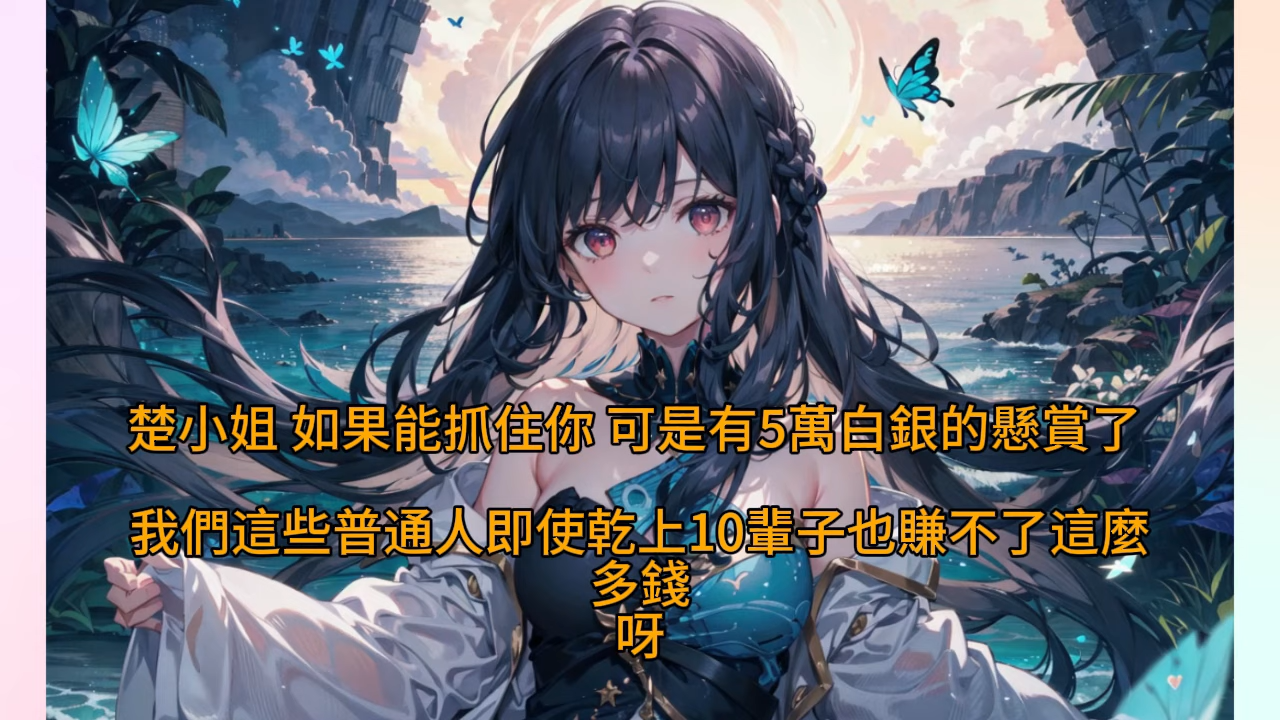 楚小姐 如果能抓住你 可是有5萬白銀的懸賞了
我們這些普通人即使乾上10輩子也賺不了這麼
多錢
呀